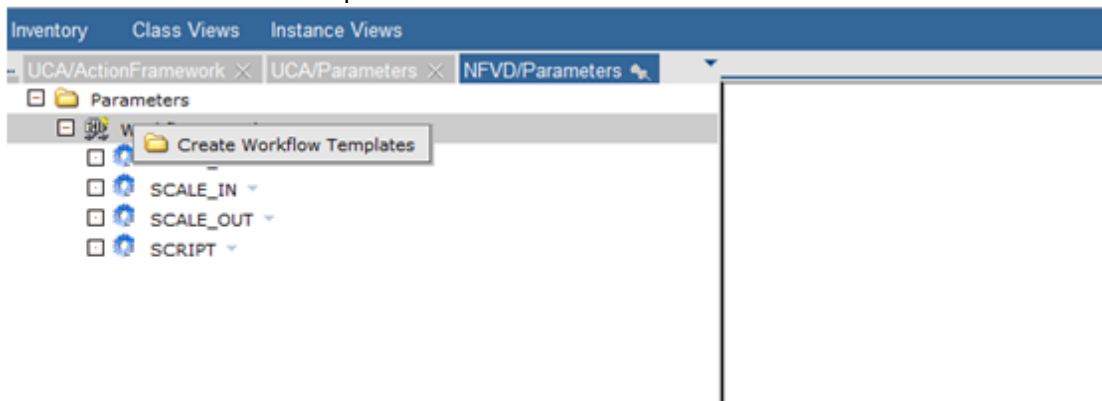 Inventory Class Views Instance Views
UCA/ActionFramework UCA/Parameters NFVD/Parameters
Parameters
Create Workflow Templates
SCALE_IN
SCALE_OUT
SCRIPT